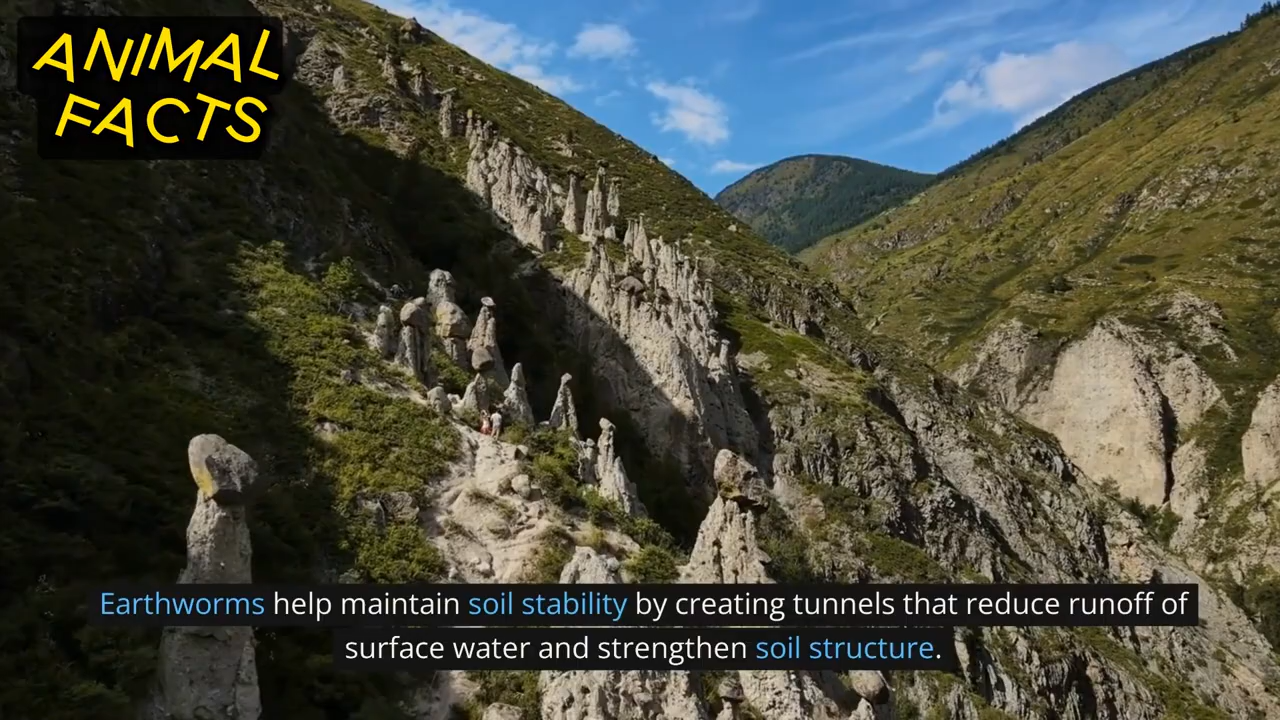 ANIMAL
FACTS
Earthworms help maintain soil stability by creating tunnels that reduce runoff of
surface water and strengthen soil structure.